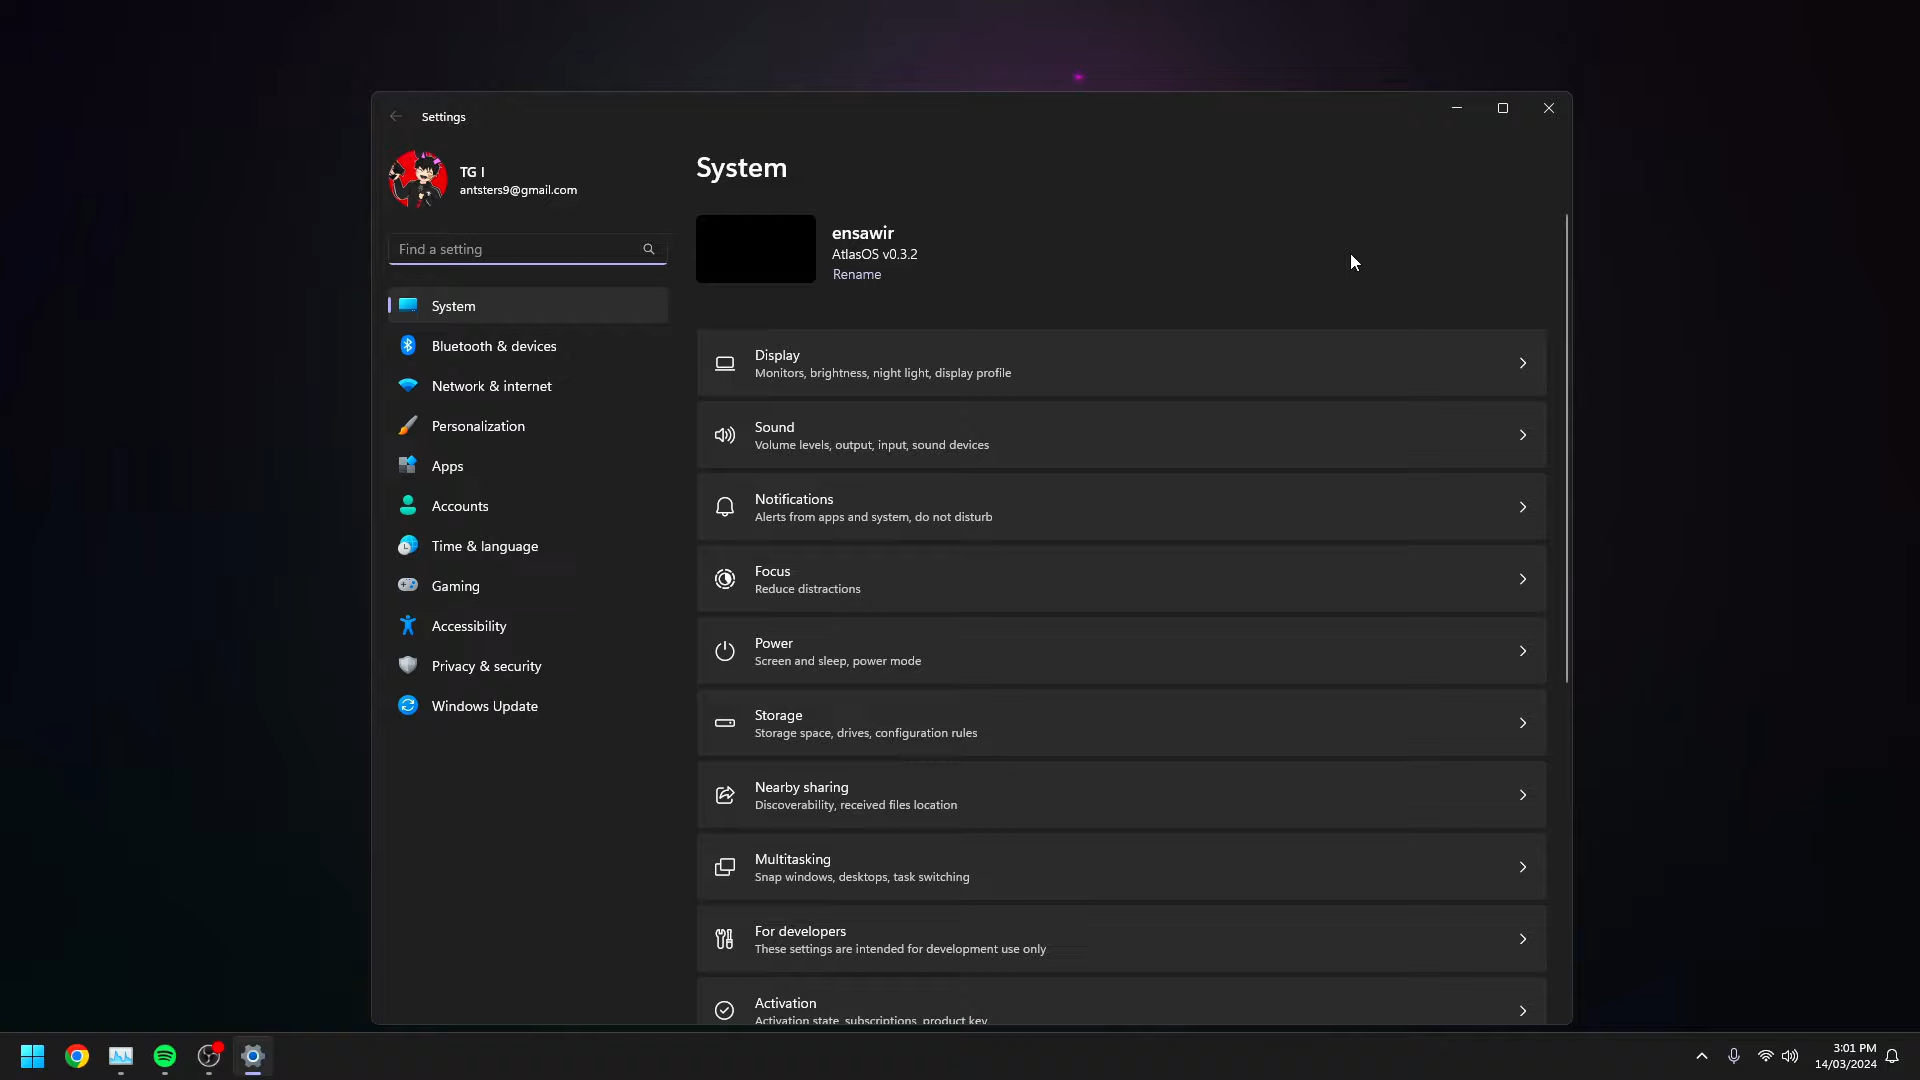 Settings
TG I
antsters9@gmail.com
Find a setting
System
Bluetooth & devices
Network & internet
Personalization
Apps
Accounts
Time & language
Gaming
Accessibility
Privacy & security
Windows Update
System
ensawir
AtlasOS v0.3.2
Rename
Display
Monitors, brightness, night light, display profile
Sound
Volume levels, output, input, sound devices
Notifications
Alerts from apps and system, do not disturb
Focus
Reduce distractions
Power
Screen and sleep, power mode
Storage
Storage space, drives, configuration rules
Nearby sharing
Discoverability, received files location
Multitasking
Snap windows, desktops, task switching
For developers
These settings are intended for development use only
Activation
Activation state, subscriptions, product key
3:01 PM
14/03/2024